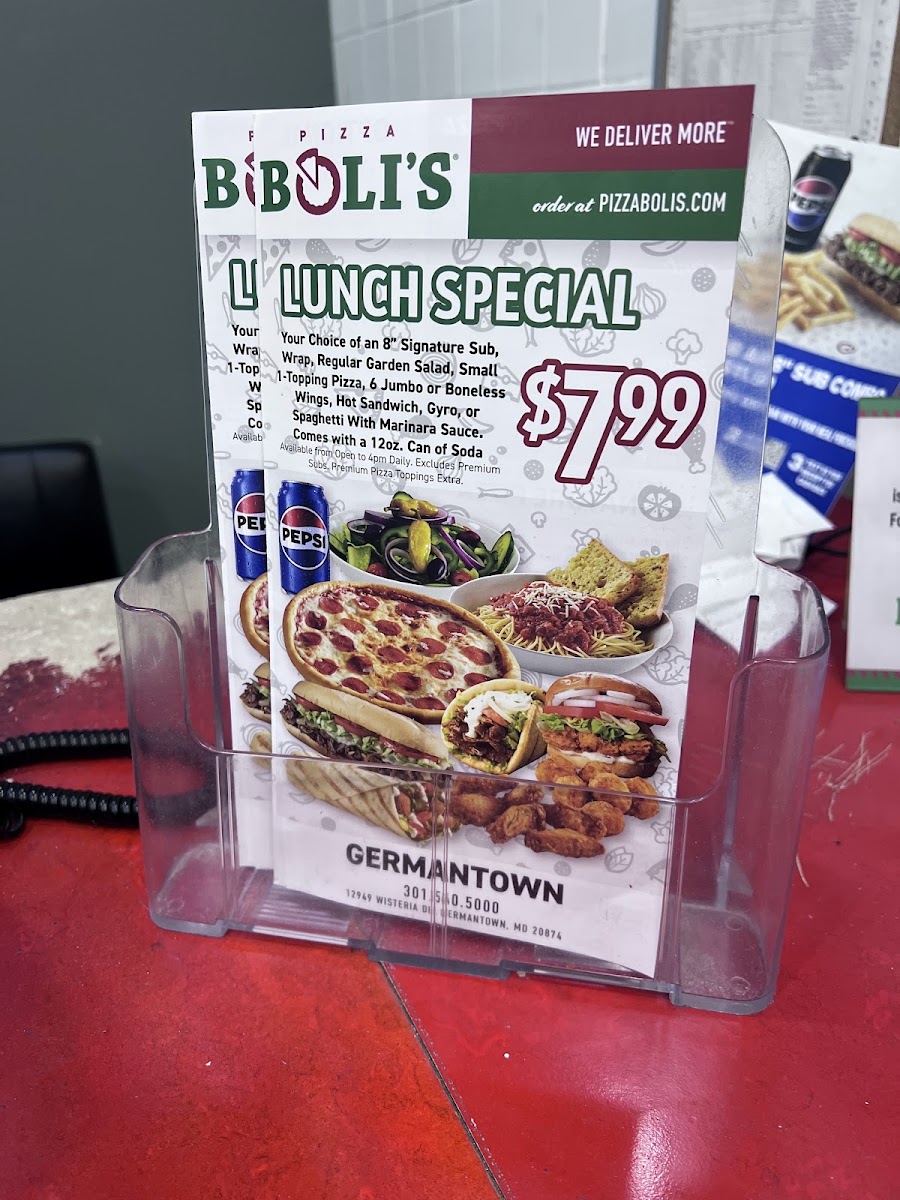 PIZZA
BOLI'S
WE DELIVER MORE™
order at PIZZABOLIS.COM
LUNCH SPECIAL
Your Choice of an 8" Signature Sub,
Wrap, Regular Garden Salad, Small
1-Topping Pizza, 6 Jumbo or Boneless
Wings, Hot Sandwich, Gyro, or
Spaghetti With Marinara Sauce.
Comes with a 12oz. Can of Soda
Available from Open to 4pm Daily. Excludes Premium
Subs, Premium Pizza Toppings Extra.
$7.99
PEPSI
GERMANTOWN
12949 WISTERIA GERMANTOWN, MD 20874
PEPSI
SUB COMBO